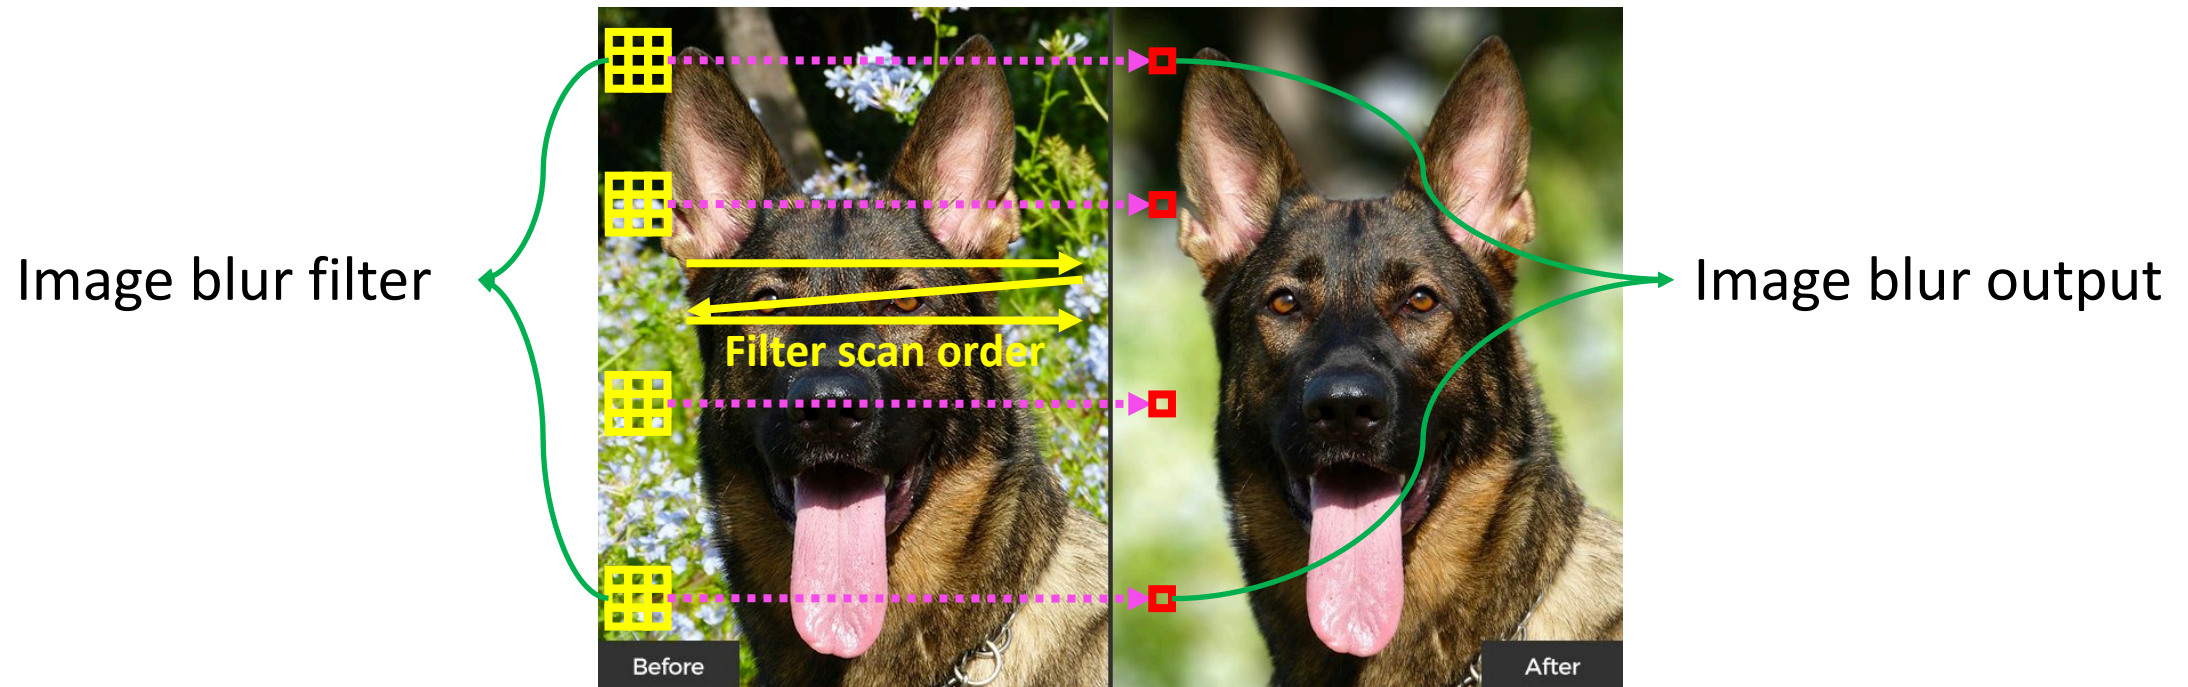 Image blur filter
Filter scan order
Image blur output
Before
After